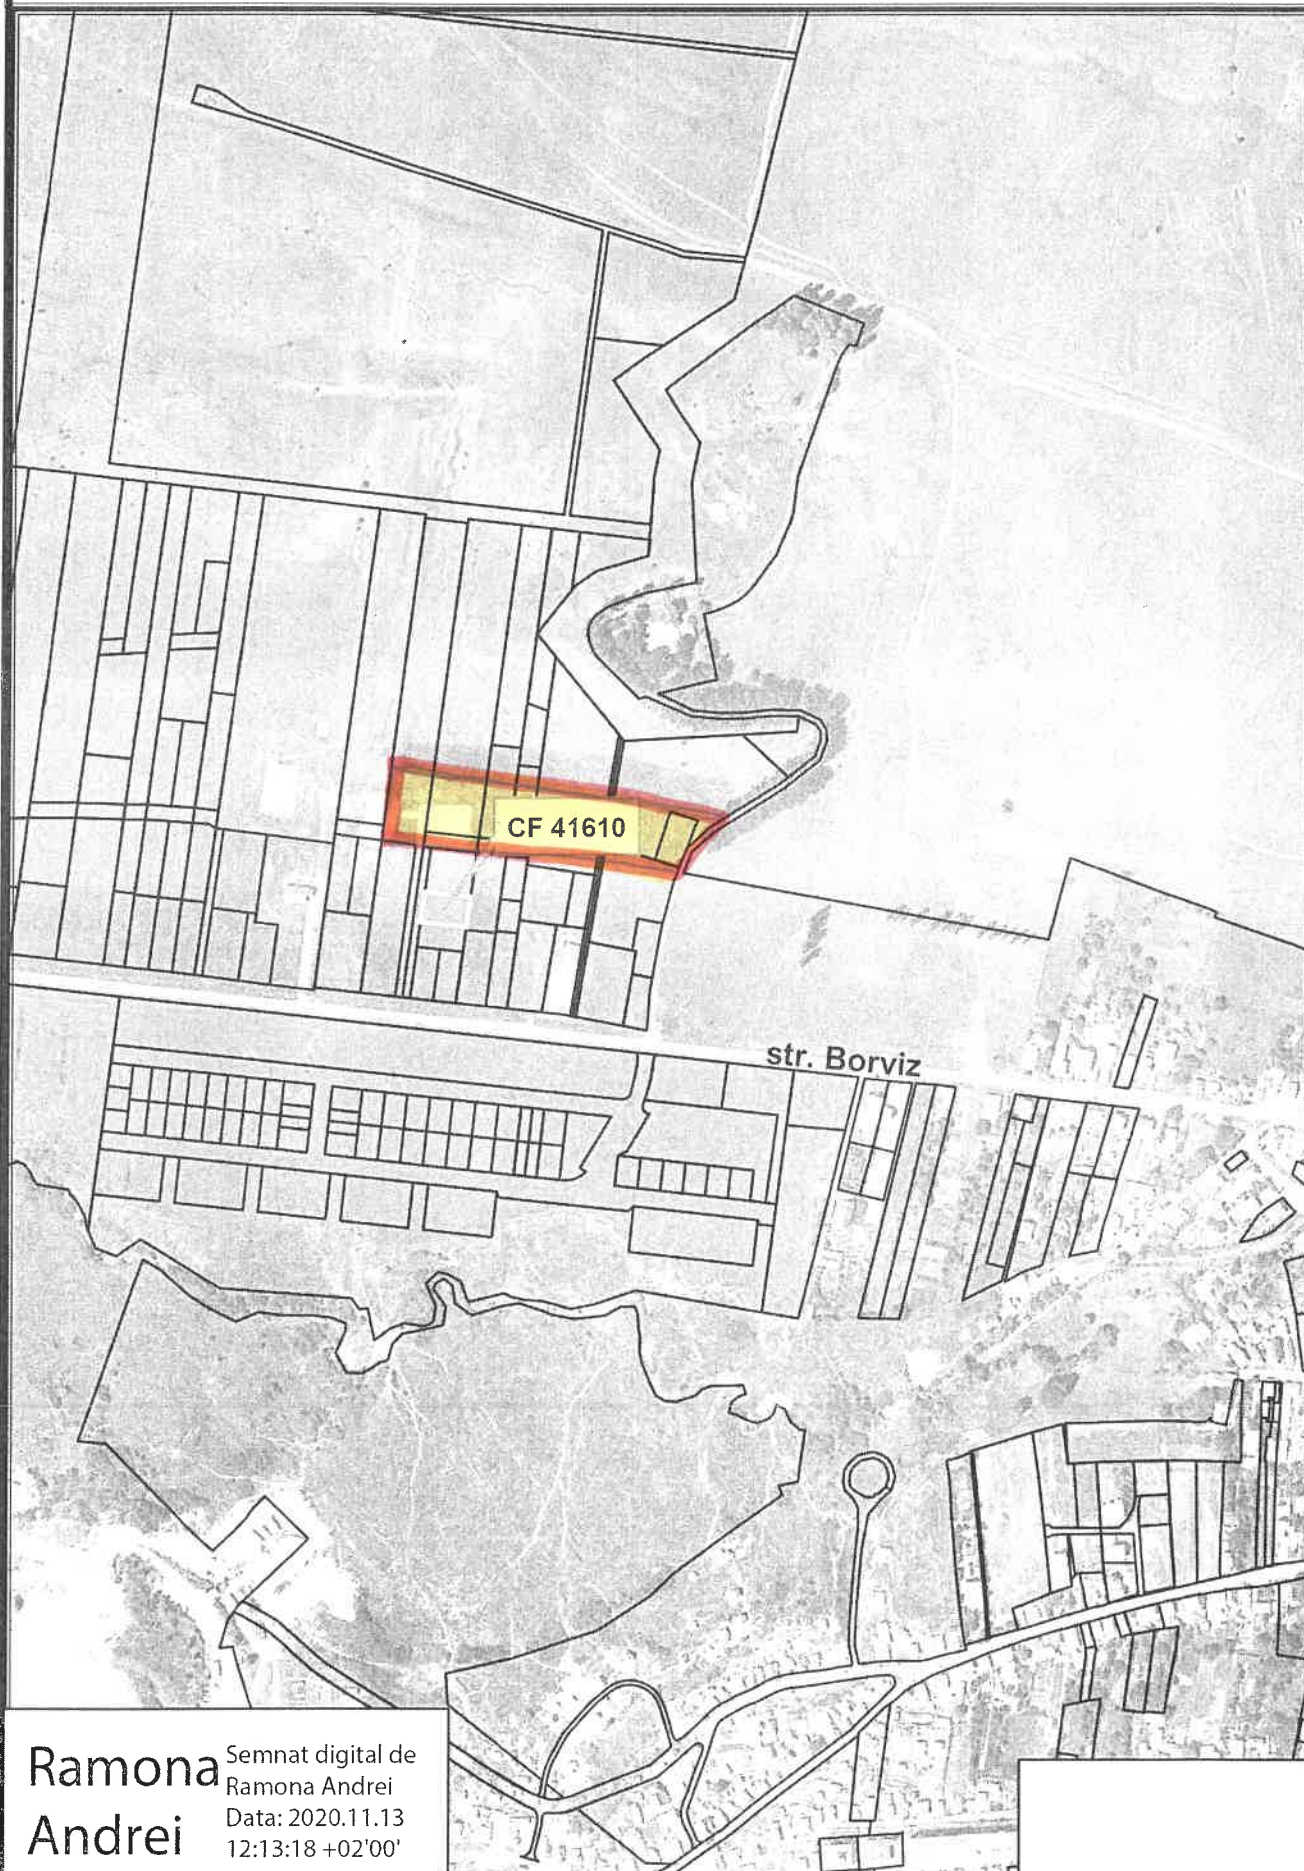 CF 41610
str. Borviz
Ramona
Andrei
Semnat digital de
Ramona Andrei
Data: 2020.11.13
12:13:18 +02'00'